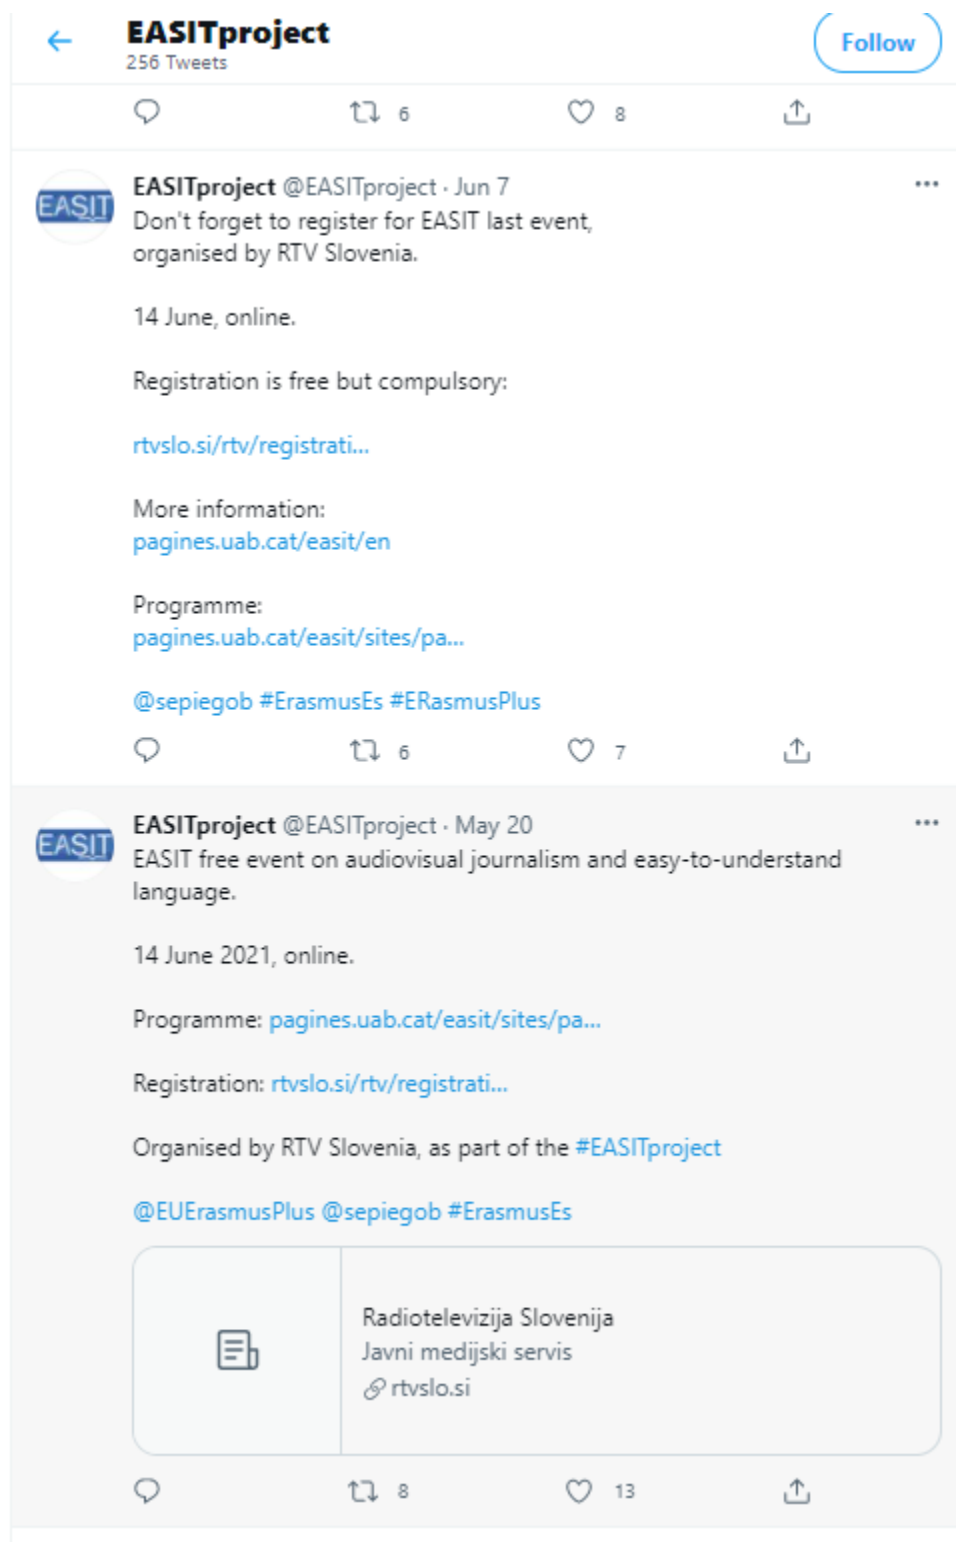 EASITproject
256 Tweets
Follow
6 8
EASIT
EASITproject @EASITproject · Jun 7
Don't forget to register for EASIT last event,
organised by RTV Slovenia.
14 June, online.
Registration is free but compulsory:
rtvslo.si/rtv/registrati...
More information:
pagines.uab.cat/easit/en
Programme:
pagines.uab.cat/easit/sites/pa...
@sepiegob #ErasmusEs #ERasmusPlus
6 7
EASIT
EASITproject @EASITproject · May 20
EASIT free event on audiovisual journalism and easy-to-understand
language.
14 June 2021, online.
Programme: pagines.uab.cat/easit/sites/pa...
Registration: rtvslo.si/rtv/registrati...
Organised by RTV Slovenia, as part of the #EASITproject
@EUErasmusPlus @sepiegob #ErasmusEs
Radiotelevizija Slovenija
Javni medijski servis
rtvslo.si
8 13